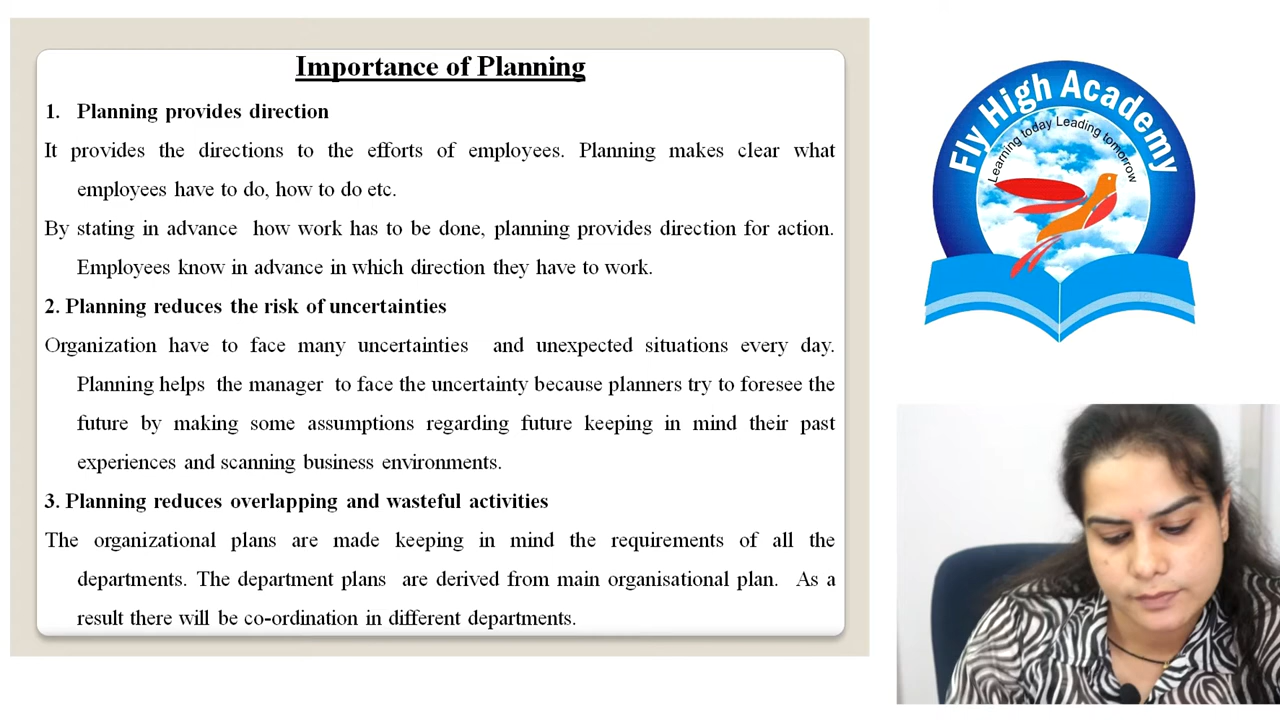 Importance of Planning
1. Planning provides direction
It provides the directions to the efforts of employees. Planning makes clear what
employees have to do, how to do etc.
By stating in advance how work has to be done, planning provides direction for action.
Employees know in advance in which direction they have to work.
2. Planning reduces the risk of uncertainties
Organization have to face many uncertainties and unexpected situations every day.
Planning helps the manager to face the uncertainty because planners try to foresee the
future by making some assumptions regarding future keeping in mind their past
experiences and scanning business environments.
3. Planning reduces overlapping and wasteful activities
The organizational plans are made keeping in mind the requirements of all the
departments. The department plans are derived from main organisational plan. As a
result there will be co-ordination in different departments.
Fly High Academy
Learning today Leading tomorrow